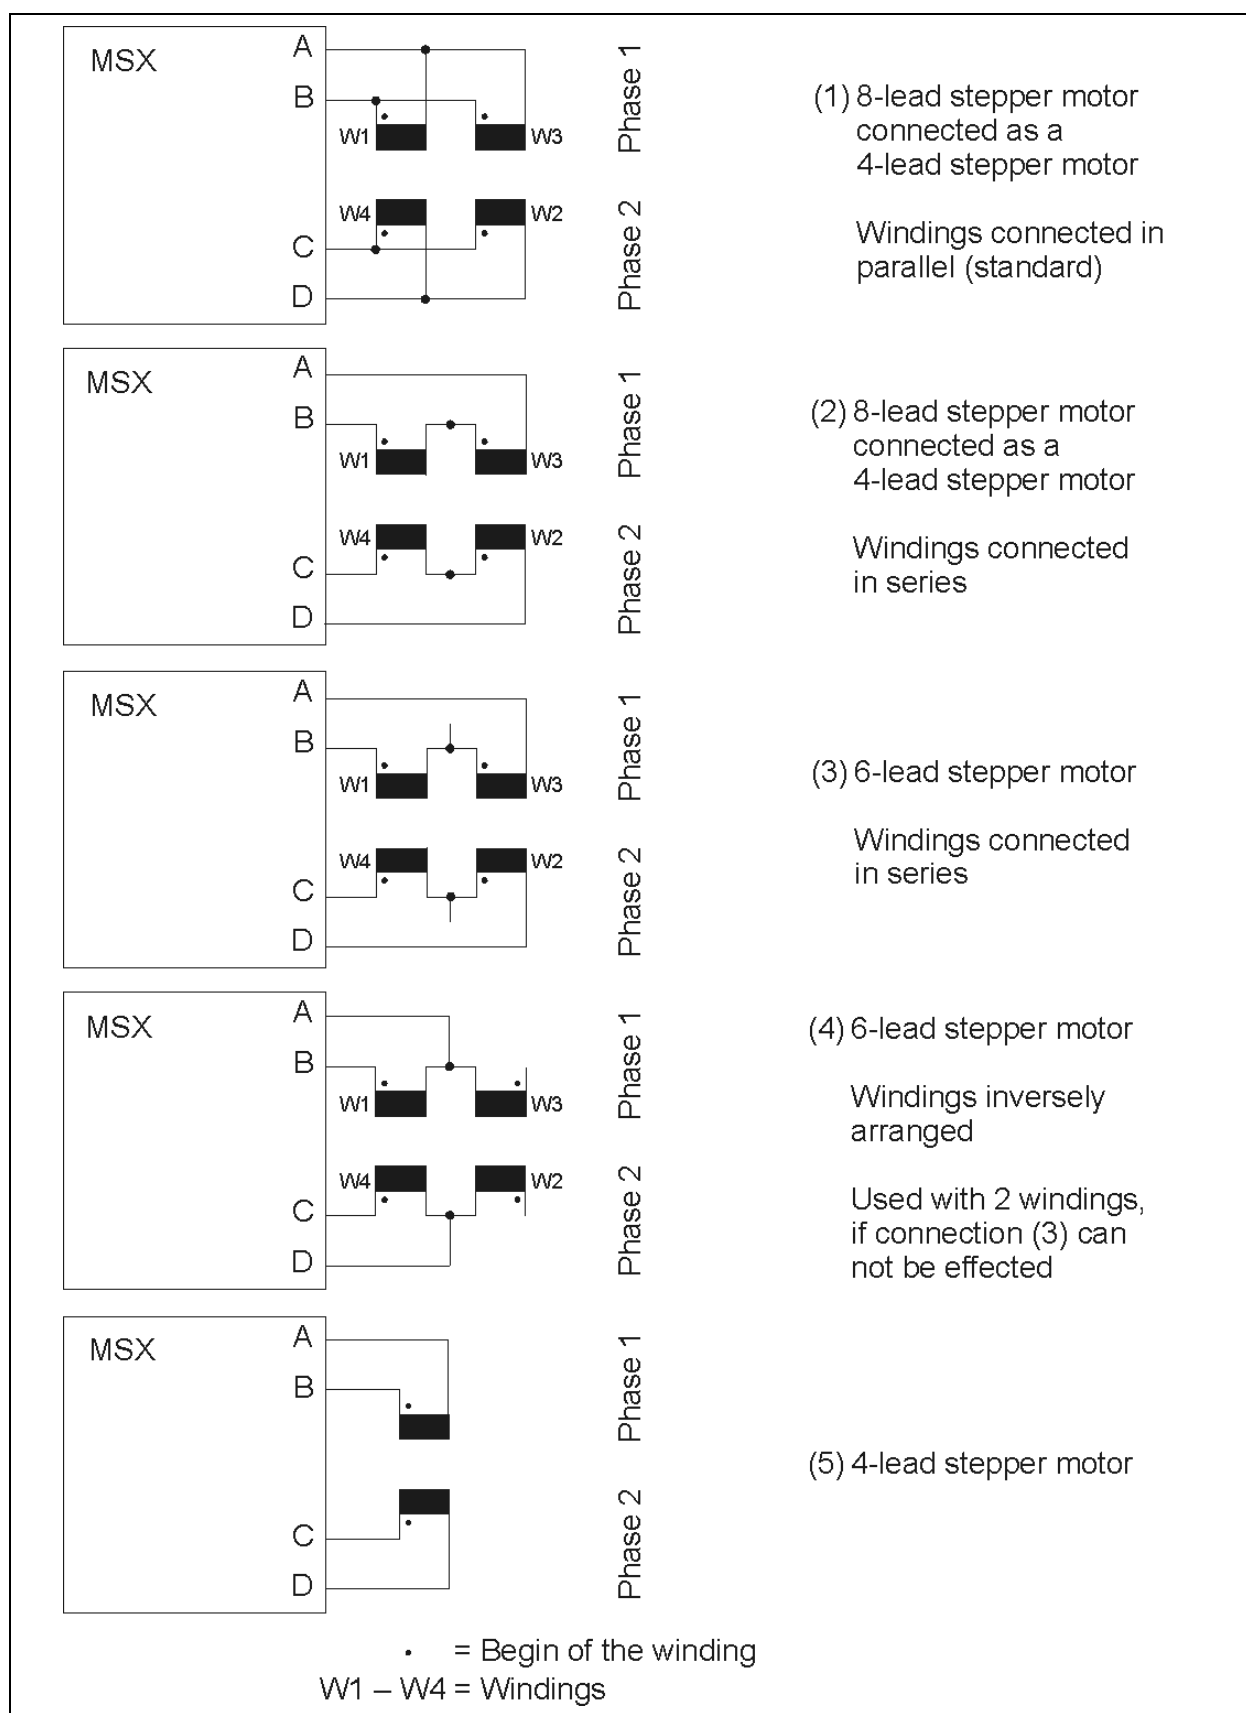 MSX
A
B
C
D
W1
W3
W4
W2
Phase 1
Phase 2
(1) 8-lead stepper motor
connected as a
4-lead stepper motor
Windings connected in
parallel (standard)
MSX
A
B
C
D
W1
W3
W4
W2
Phase 1
Phase 2
(2) 8-lead stepper motor
connected as a
4-lead stepper motor
Windings connected
in series
MSX
A
B
C
D
W1
W3
W4
W2
Phase 1
Phase 2
(3) 6-lead stepper motor
Windings connected
in series
MSX
A
B
C
D
W1
W3
W4
W2
Phase 1
Phase 2
(4) 6-lead stepper motor
Windings inversely
arranged
Used with 2 windings,
if connection (3) can
not be effected
MSX
A
B
C
D
Phase 1
Phase 2
(5) 4-lead stepper motor
• = Begin of the winding
W1 – W4 = Windings